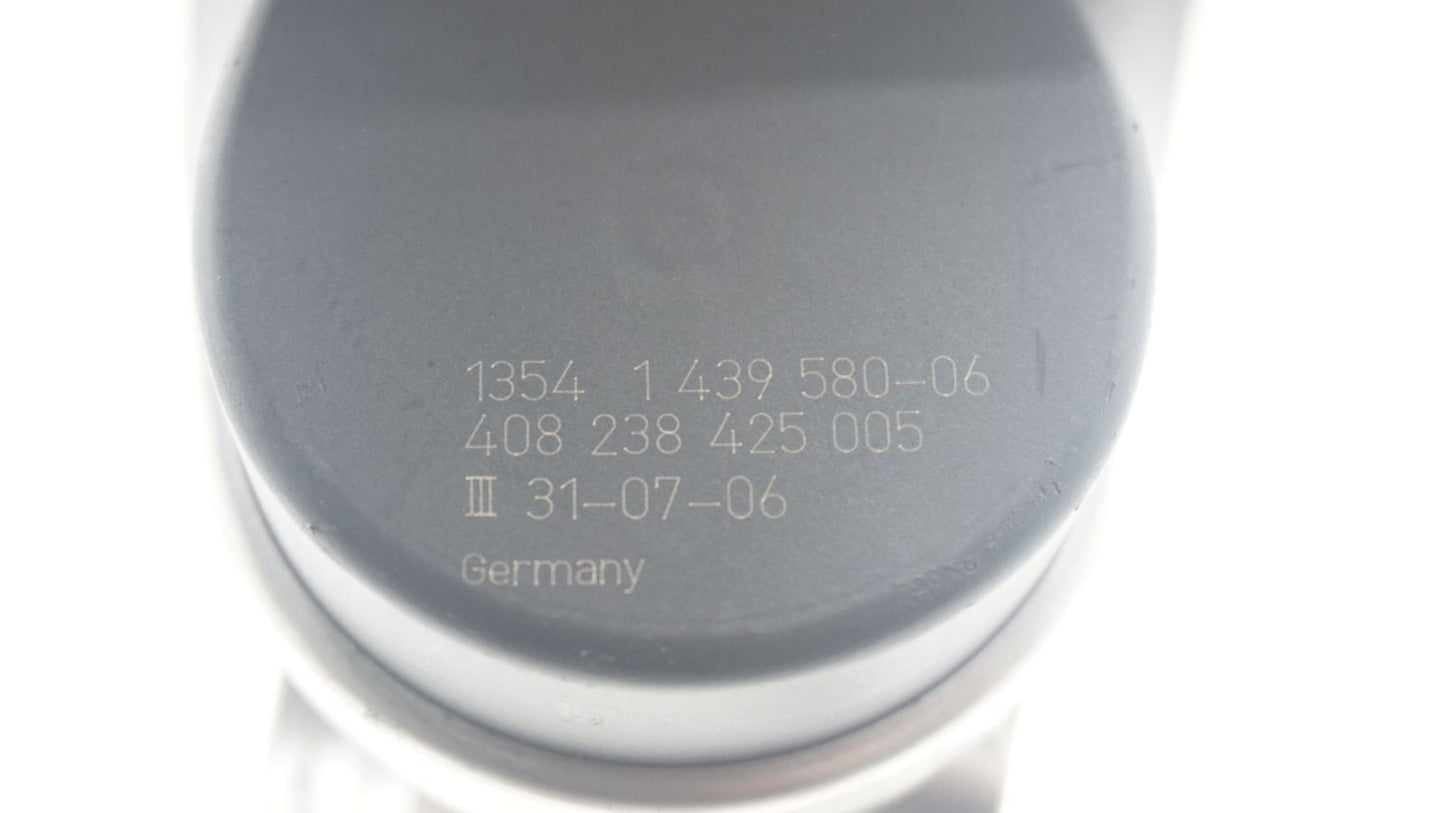 1354 1 439 580-06
408 238 425 005
III 31-07-06
Germany